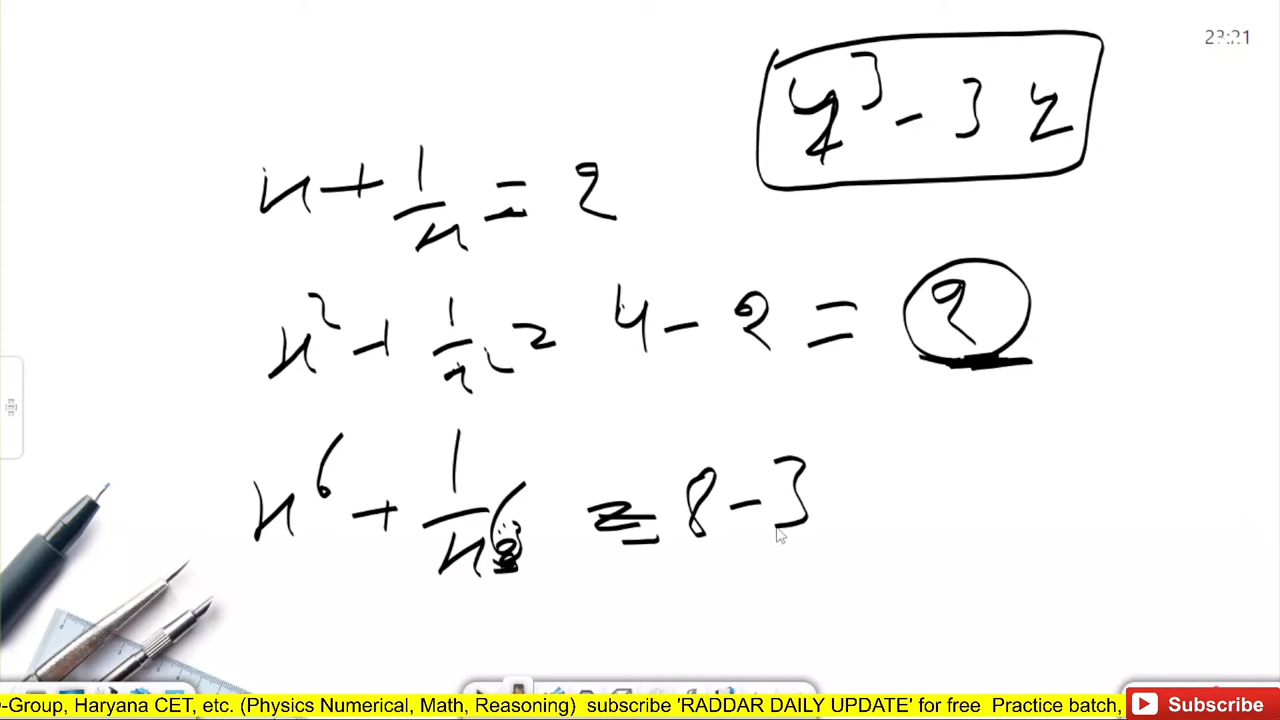 23:21
y³ - 3y
x + 1/x = 2
x² + 1/x² = 4 - 2 = 2
x⁶ + 1/x⁶ = 8 - 3
-Group, Haryana CET, etc. (Physics Numerical, Math, Reasoning) subscribe 'RADDAR DAILY UPDATE' for free Practice batch,
Subscribe